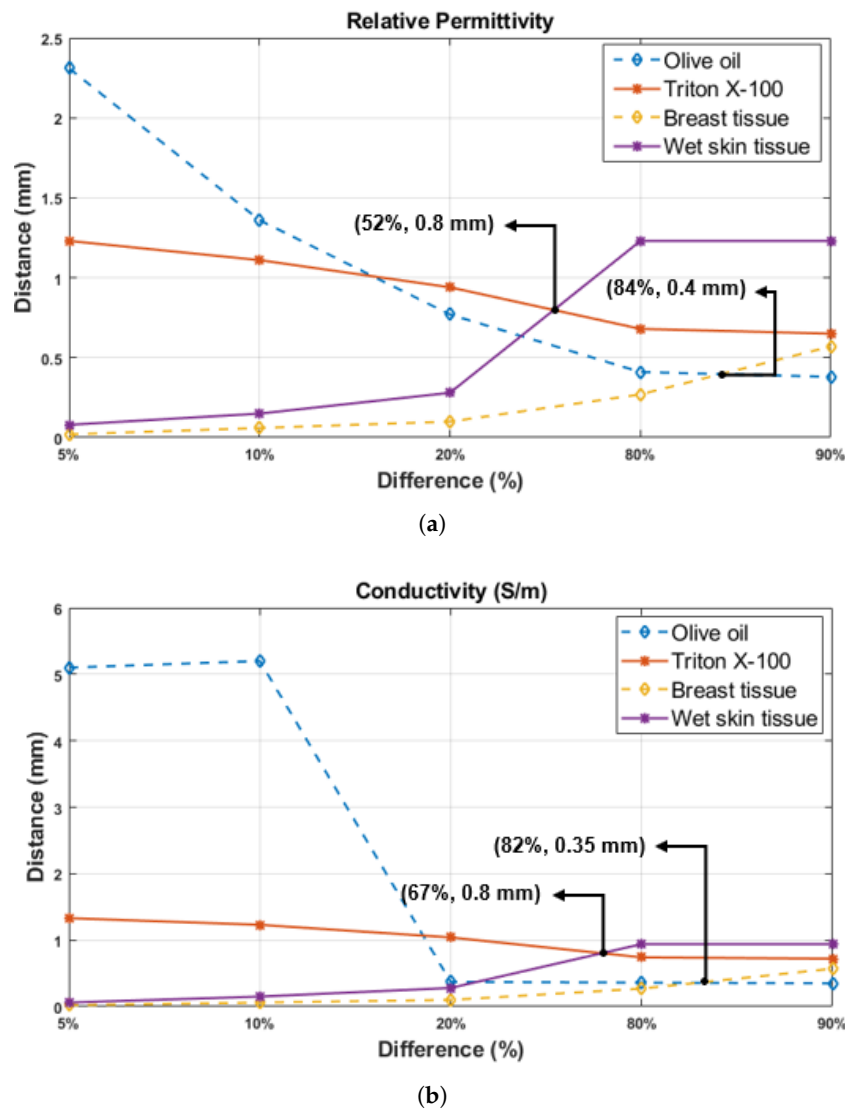 Relative Permittivity
2.5
2
1.5
1
0.5
0
Distance (mm)
Olive oil
Triton X-100
Breast tissue
Wet skin tissue
(52%, 0.8 mm)
(84%, 0.4 mm)
5%
10%
20%
80%
90%
Difference (%)
(a)
Conductivity (S/m)
6
5
4
3
2
1
0
Distance (mm)
Olive oil
Triton X-100
Breast tissue
Wet skin tissue
(82%, 0.35 mm)
(67%, 0.8 mm)
5%
10%
20%
80%
90%
Difference (%)
(b)